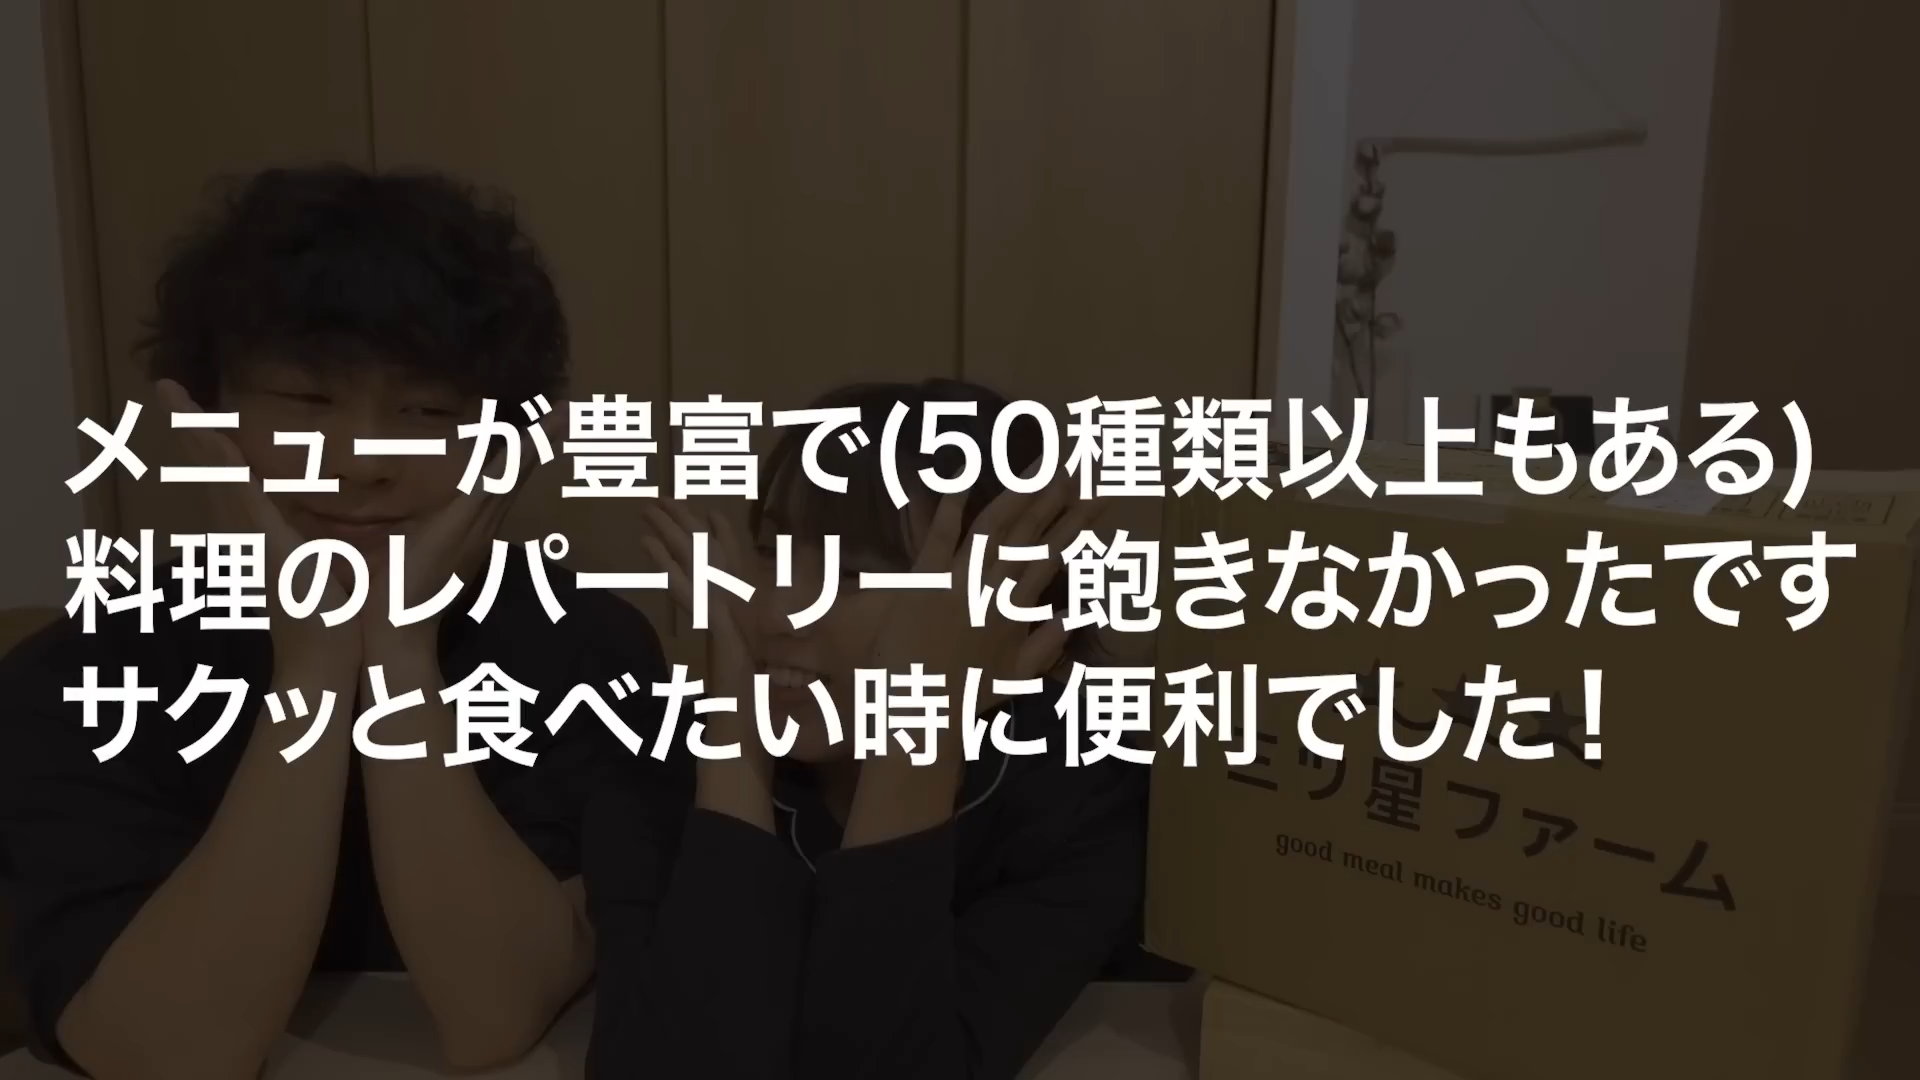 メニューが豊富で(50種類以上もある)
料理のレパートリーに飽きなかったです
サクッと食べたい時に便利でした!
三ツ星ファーム
good meal makes good life